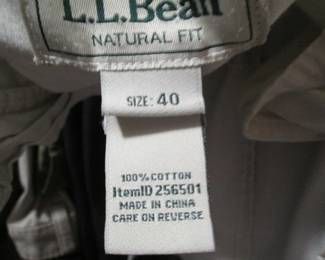 L.L.Bean
NATURAL FIT
SIZE: 40
100% COTTON
ItemID 256501
MADE IN CHINA
CARE ON REVERSE